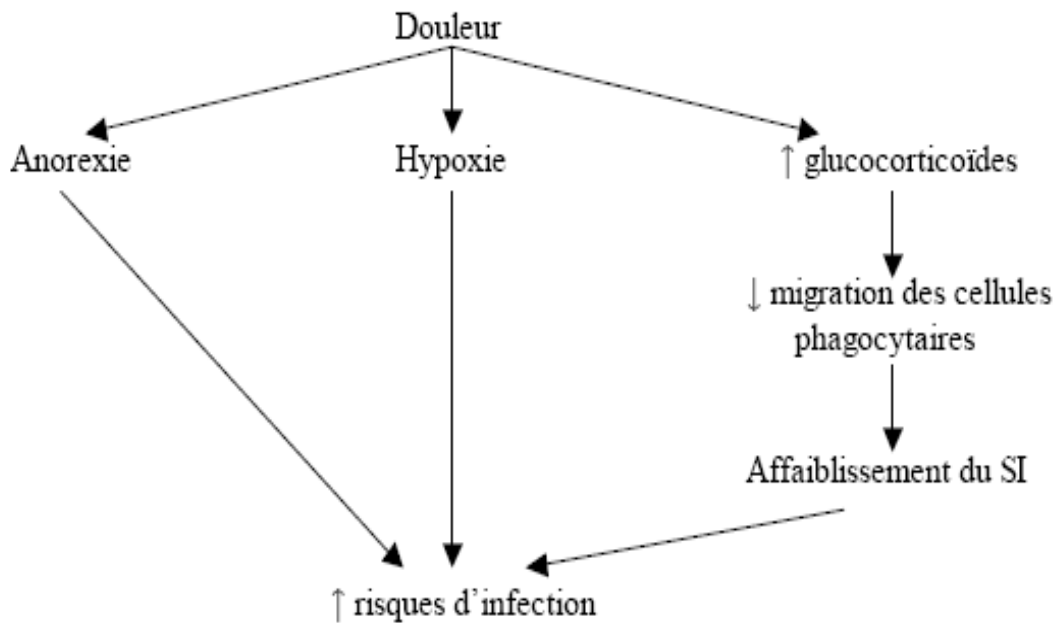 Douleur
Anorexie
Hypoxie
↑ glucocorticoïdes
↓ migration des cellules
phagocytaires
Affaiblissement du SI
↑ risques d'infection